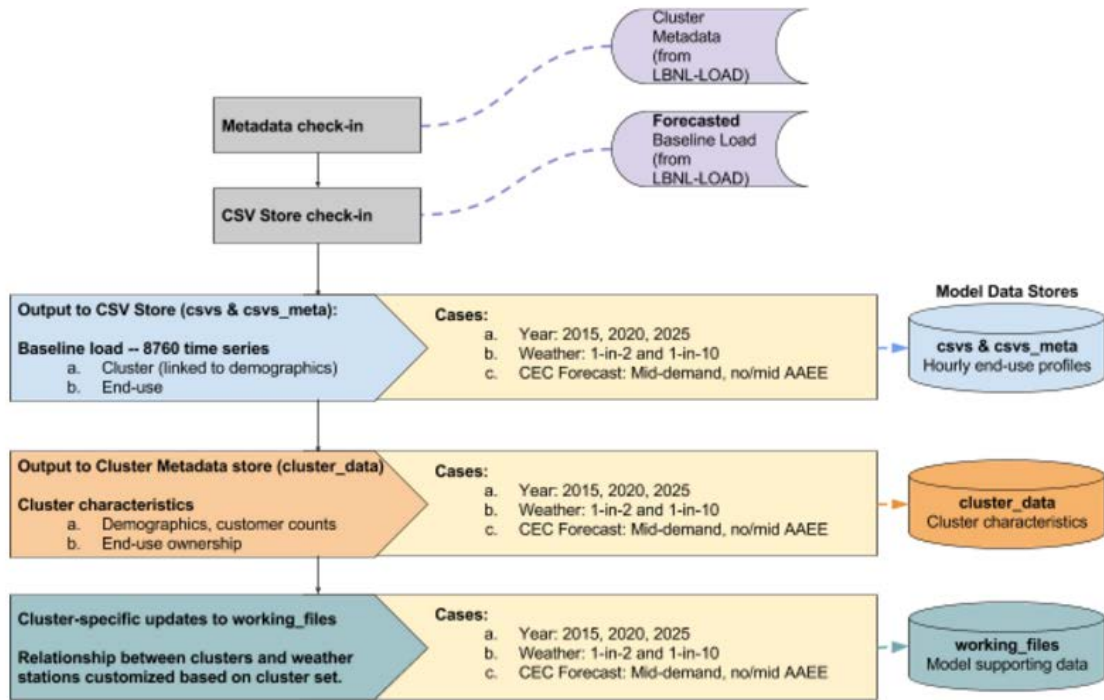 Cluster
Metadata
(from
LBNL-LOAD)
Metadata check-in
Forecasted
Baseline Load
(from
LBNL-LOAD)
CSV Store check-in
Output to CSV Store (csvs & csvs_meta):
Baseline load -- 8760 time series
a. Cluster (linked to demographics)
b. End-use
Cases:
a. Year: 2015, 2020, 2025
b. Weather: 1-in-2 and 1-in-10
c. CEC Forecast: Mid-demand, no/mid AAEE
Model Data Stores
csvs & csvs_meta
Hourly end-use profiles
Output to Cluster Metadata store (cluster_data)
Cluster characteristics
a. Demographics, customer counts
b. End-use ownership
Cases:
a. Year: 2015, 2020, 2025
b. Weather: 1-in-2 and 1-in-10
c. CEC Forecast: Mid-demand, no/mid AAEE
cluster_data
Cluster characteristics
Cluster-specific updates to working_files
Relationship between clusters and weather
stations customized based on cluster set.
Cases:
a. Year: 2015, 2020, 2025
b. Weather: 1-in-2 and 1-in-10
c. CEC Forecast: Mid-demand, no/mid AAEE
working_files
Model supporting data